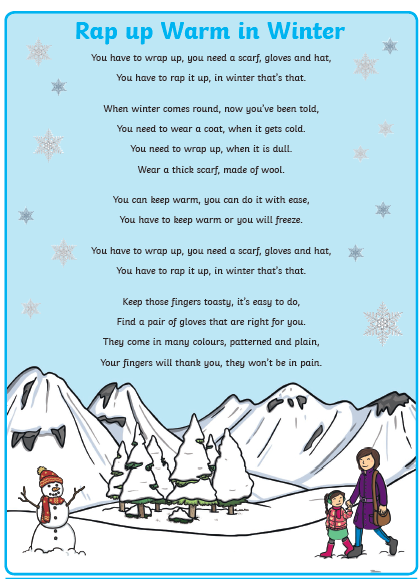 Rap up Warm in Winter
You have to wrap up, you need a scarf, gloves and hat,
You have to rap it up, in winter that's that.
When winter comes round, now you've been told,
You need to wear a coat, when it gets cold.
You need to wrap up, when it is dull.
Wear a thick scarf, made of wool.
You can keep warm, you can do it with ease,
You have to keep warm or you will freeze.
You have to wrap up, you need a scarf, gloves and hat,
You have to rap it up, in winter that's that.
Keep those fingers toasty, it's easy to do,
Find a pair of gloves that are right for you.
They come in many colours, patterned and plain,
Your fingers will thank you, they won't be in pain.